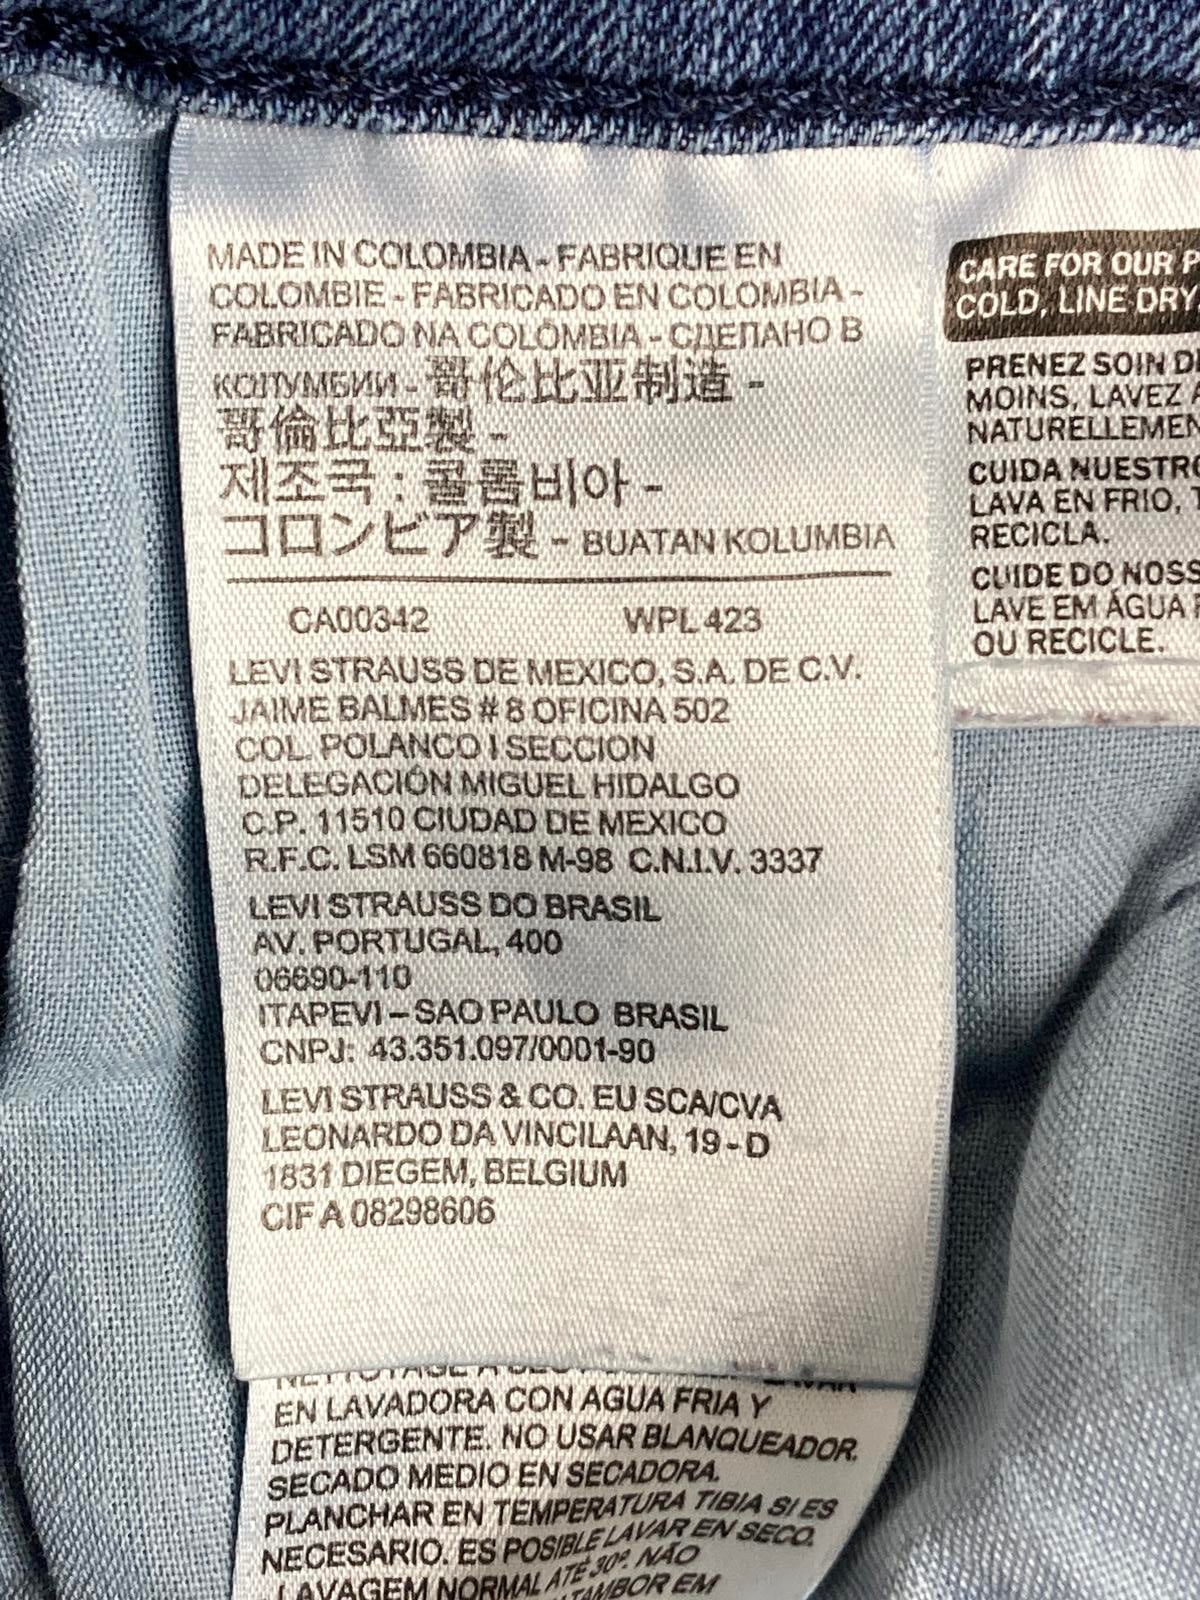 MADE IN COLOMBIA - FABRIQUE EN
COLOMBIE - FABRICADO EN COLOMBIA -
FABRICADO NA COLÔMBIA - СДЕПАНО В
КОПУМБИИ - 哥伦比亚制造 -
哥倫比亞製 -
제조국 : 콜롬비아 -
コロンビア製 - BUATAN KOLUMBIA
CA00342 WPL 423
LEVI STRAUSS DE MEXICO, S.A. DE C.V.
JAIME BALMES # 8 OFICINA 502
COL. POLANCO I SECCION
DELEGACIÓN MIGUEL HIDALGO
C.P. 11510 CIUDAD DE MEXICO
R.F.C. LSM 660818 M-98 C.N.I.V. 3337
LEVI STRAUSS DO BRASIL
AV. PORTUGAL, 400
06690-110
ITAPEVI – SAO PAULO BRASIL
CNPJ: 43.351.097/0001-90
LEVI STRAUSS & CO. EU SCA/CVA
LEONARDO DA VINCILAAN, 19 - D
1831 DIEGEM, BELGIUM
CIF A 08298606
EN LAVADORA CON AGUA FRIA Y
DETERGENTE. NO USAR BLANQUEADOR.
SECADO MEDIO EN SECADORA.
PLANCHAR EN TEMPERATURA TIBIA SI ES
NECESARIO. ES POSIBLE LAVAR EN SECO.
LAVAGEM NORMAL ATÉ 30º. NÃO
TAMBOR EM
CARE FOR OUR P
COLD, LINE DRY
PRENEZ SOIN D
MOINS, LAVEZ
NATURELLEMEN
CUIDA NUESTR
LAVA EN FRIO,
RECICLA.
CUIDE DO NOSS
LAVE EM ÁGUA
OU RECICLE.